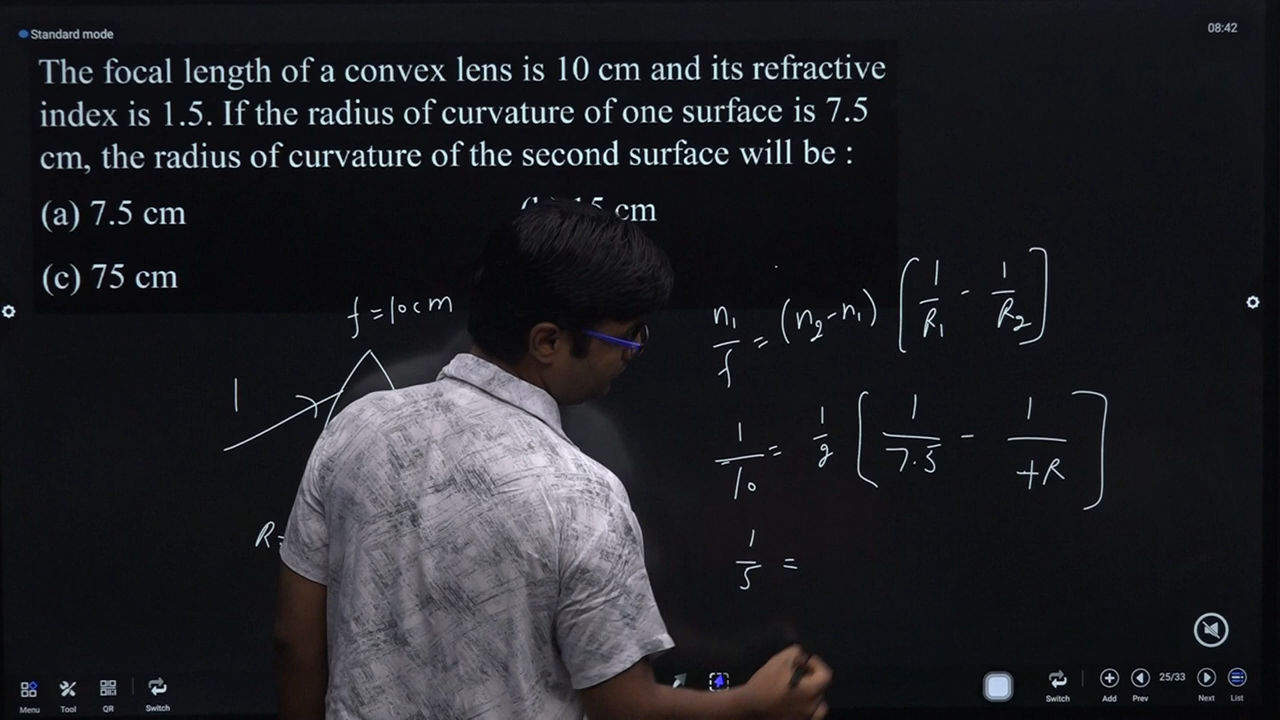 Standard mode
08:42
The focal length of a convex lens is 10 cm and its refractive
index is 1.5. If the radius of curvature of one surface is 7.5
cm, the radius of curvature of the second surface will be :
(a) 7.5 cm
cm
(c) 75 cm
f = 10cm
1
R=
n₁/f = (n₂-n₁) [1/R₁ - 1/R₂]
1/10 = 1/2 [1/7.5 - 1/+R]
1/5 =
Menu Tool QR Switch
Switch Add Prev 25/33 Next List